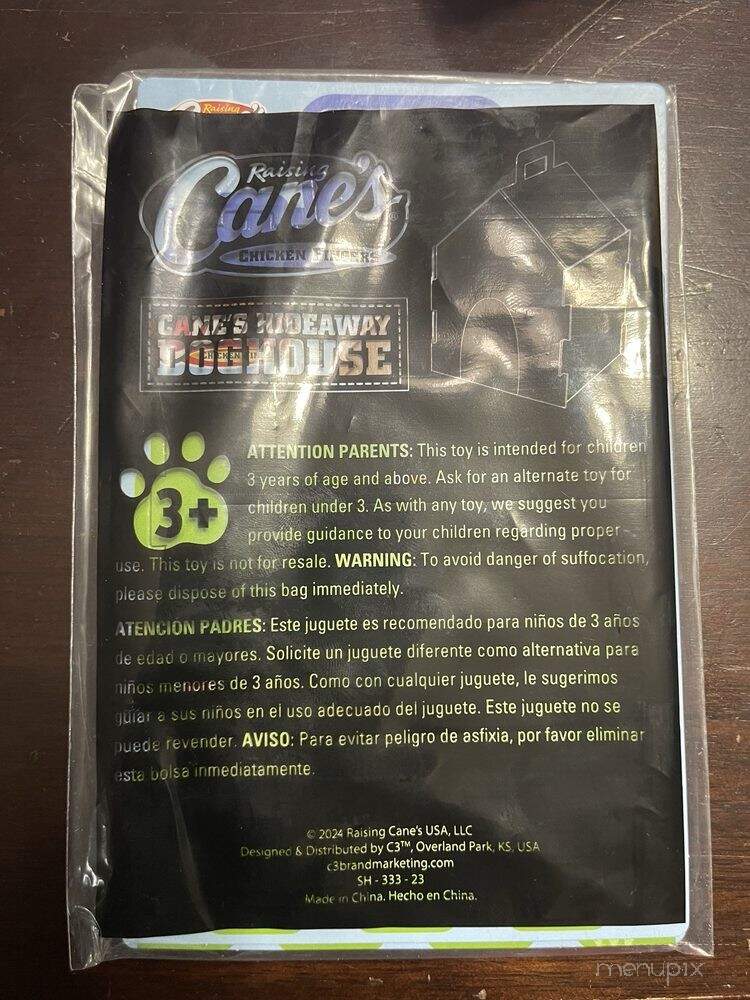 Raising
Raising
Cane's
CHICKEN FINGERS
CANE'S HIDEAWAY
DOGHOUSE
ATTENTION PARENTS: This toy is intended for children
3 years of age and above. Ask for an alternate toy for
3+
children under 3. As with any toy, we suggest you
provide guidance to your children regarding proper
use. This toy is not for resale. WARNING: To avoid danger of suffocation,
please dispose of this bag immediately.
ATENCIÓN PADRES: Este juguete es recomendado para niños de 3 años
de edad o mayores. Solicite un juguete diferente como alternativa para
niños menores de 3 años. Como con cualquier juguete, le sugerimos
guiar a sus niños en el uso adecuado del juguete. Este juguete no se
puede revender. AVISO: Para evitar peligro de asfixia, por favor eliminar
esta bolsa inmediatamente.
© 2024 Raising Cane's USA, LLC
Designed & Distributed by C3™, Overland Park, KS, USA
c3brandmarketing.com
SH - 333 - 23
Made in China. Hecho en China.
menupix